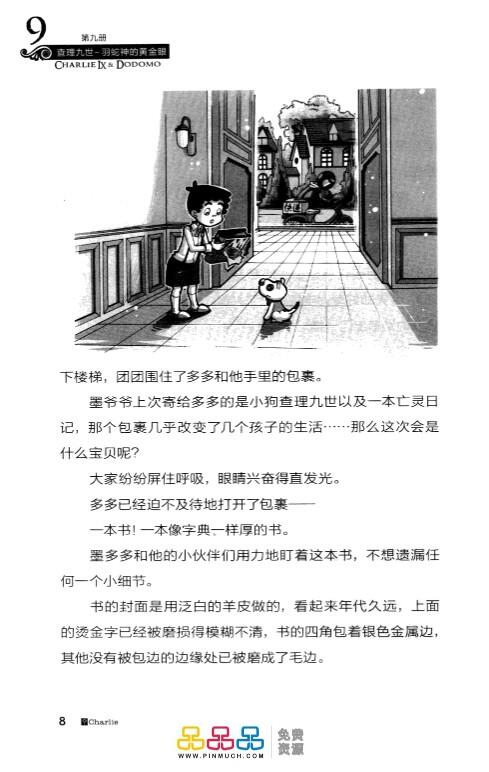 9
第九册
查理九世-羽蛇神的黄金眼
CHARLIE IX & DODOMO
快递
下楼梯，团团围住了多多和他手里的包裹。
墨爷爷上次寄给多多的是小狗查理九世以及一本亡灵日
记，那个包裹几乎改变了几个孩子的生活……那么这次会是
什么宝贝呢？
大家纷纷屏住呼吸，眼睛兴奋得直发光。
多多已经迫不及待地打开了包裹——
一本书！一本像字典一样厚的书。
墨多多和他的小伙伴们用力地盯着这本书，不想遗漏任
何一个小细节。
书的封面是用泛白的羊皮做的，看起来年代久远，上面
的烫金字已经被磨损得模糊不清，书的四角包着银色金属边，
其他没有被包边的边缘处已被磨成了毛边。
8 Charlie
品品品 免费
资源
WWW.PINMUCH.COM